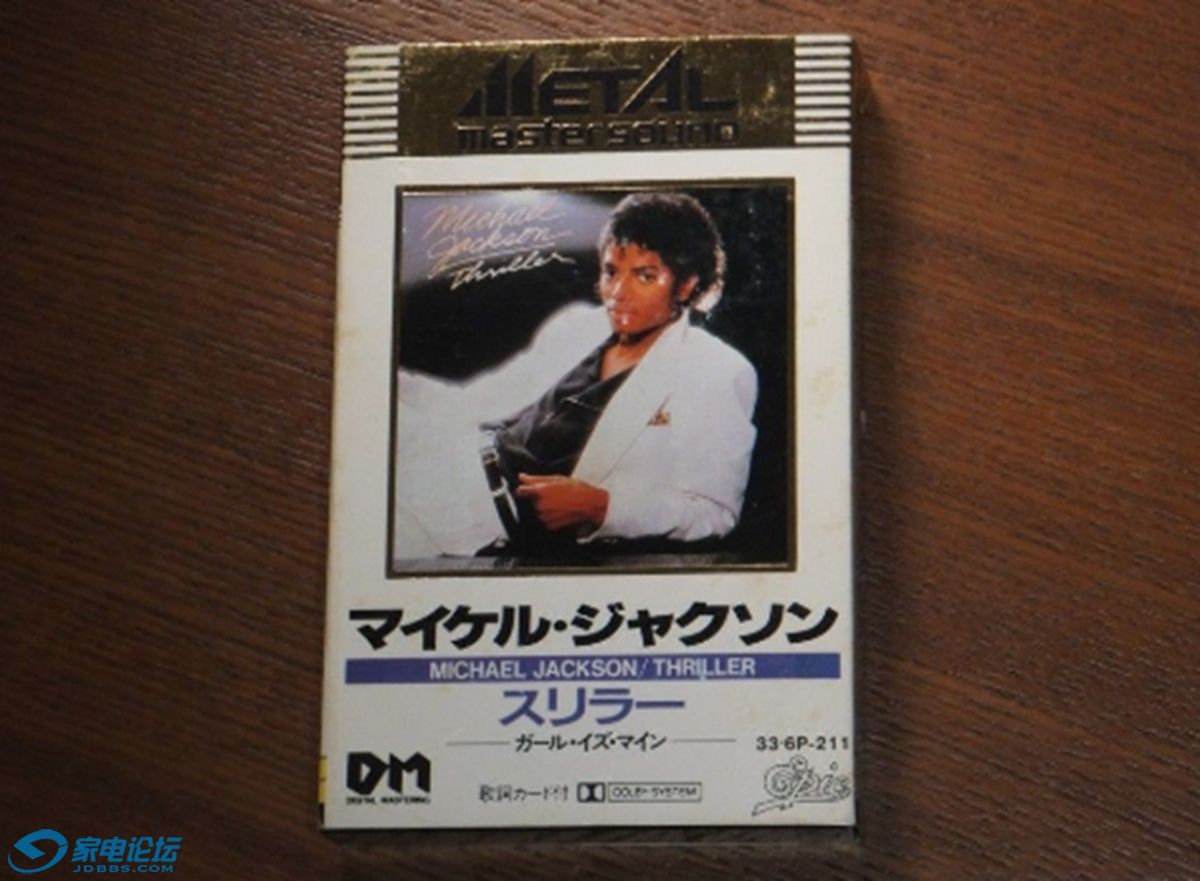 METAL
master sound
Michael
Jackson
Thriller
マイケル・ジャクソン
MICHAEL JACKSON/THRILLER
スリラー
ガール・イズ・マイン
33·6P-211
DM
DIGITAL MASTERING
歌詞カード付 DOLBY SYSTEM
Epic
家电论坛
JDBBS.COM